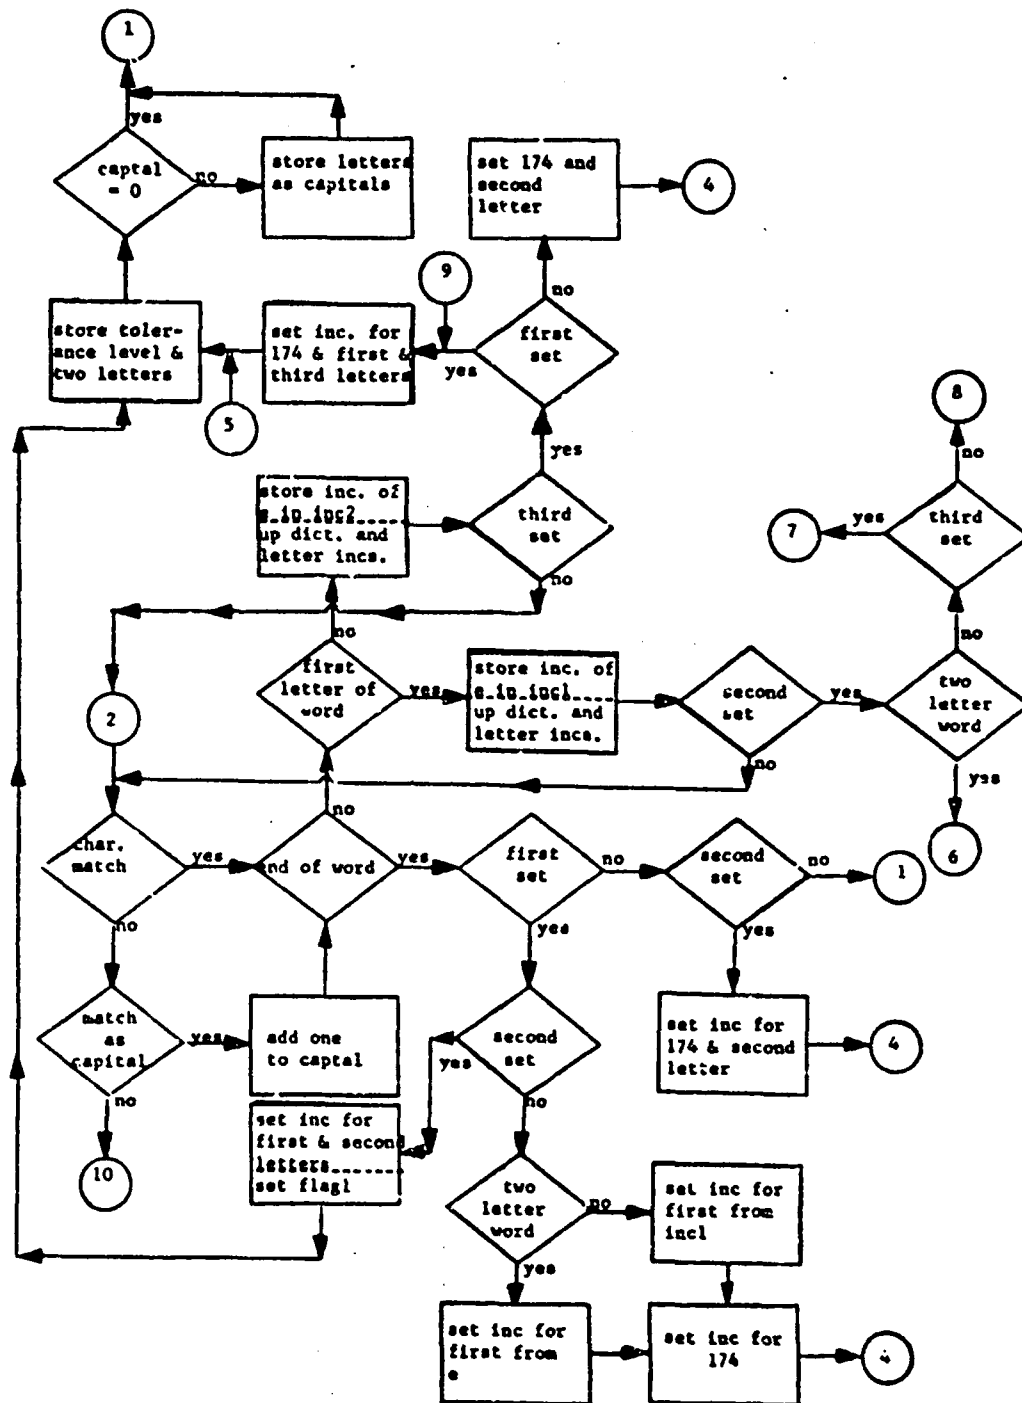 1
yes
captal
= 0
no
store letters
as capitals
set 174 and
second
letter
4
9
no
store toler-
ance level &
two letters
set inc. for
174 & first &
third letters
yes
first
set
5
8
yes
no
store inc. of
e in inc2
up dict. and
letter incs.
third
set
7
yes
third
set
no
no
no
first
letter of
word
yes
store inc. of
e in inc1
up dict. and
letter incs.
second
set
yes
two
letter
word
2
no
yes
no
char.
match
yes
end of word
yes
first
set
no
second
set
no
1
6
no
yes
yes
match
as
capital
yes
add one
to captal
second
set
yes
set inc for
174 & second
letter
4
no
no
10
set inc for
first & second
letters
set flag1
two
letter
word
no
set inc for
first from
inc1
yes
set inc for
first from
e
set inc for
174
4